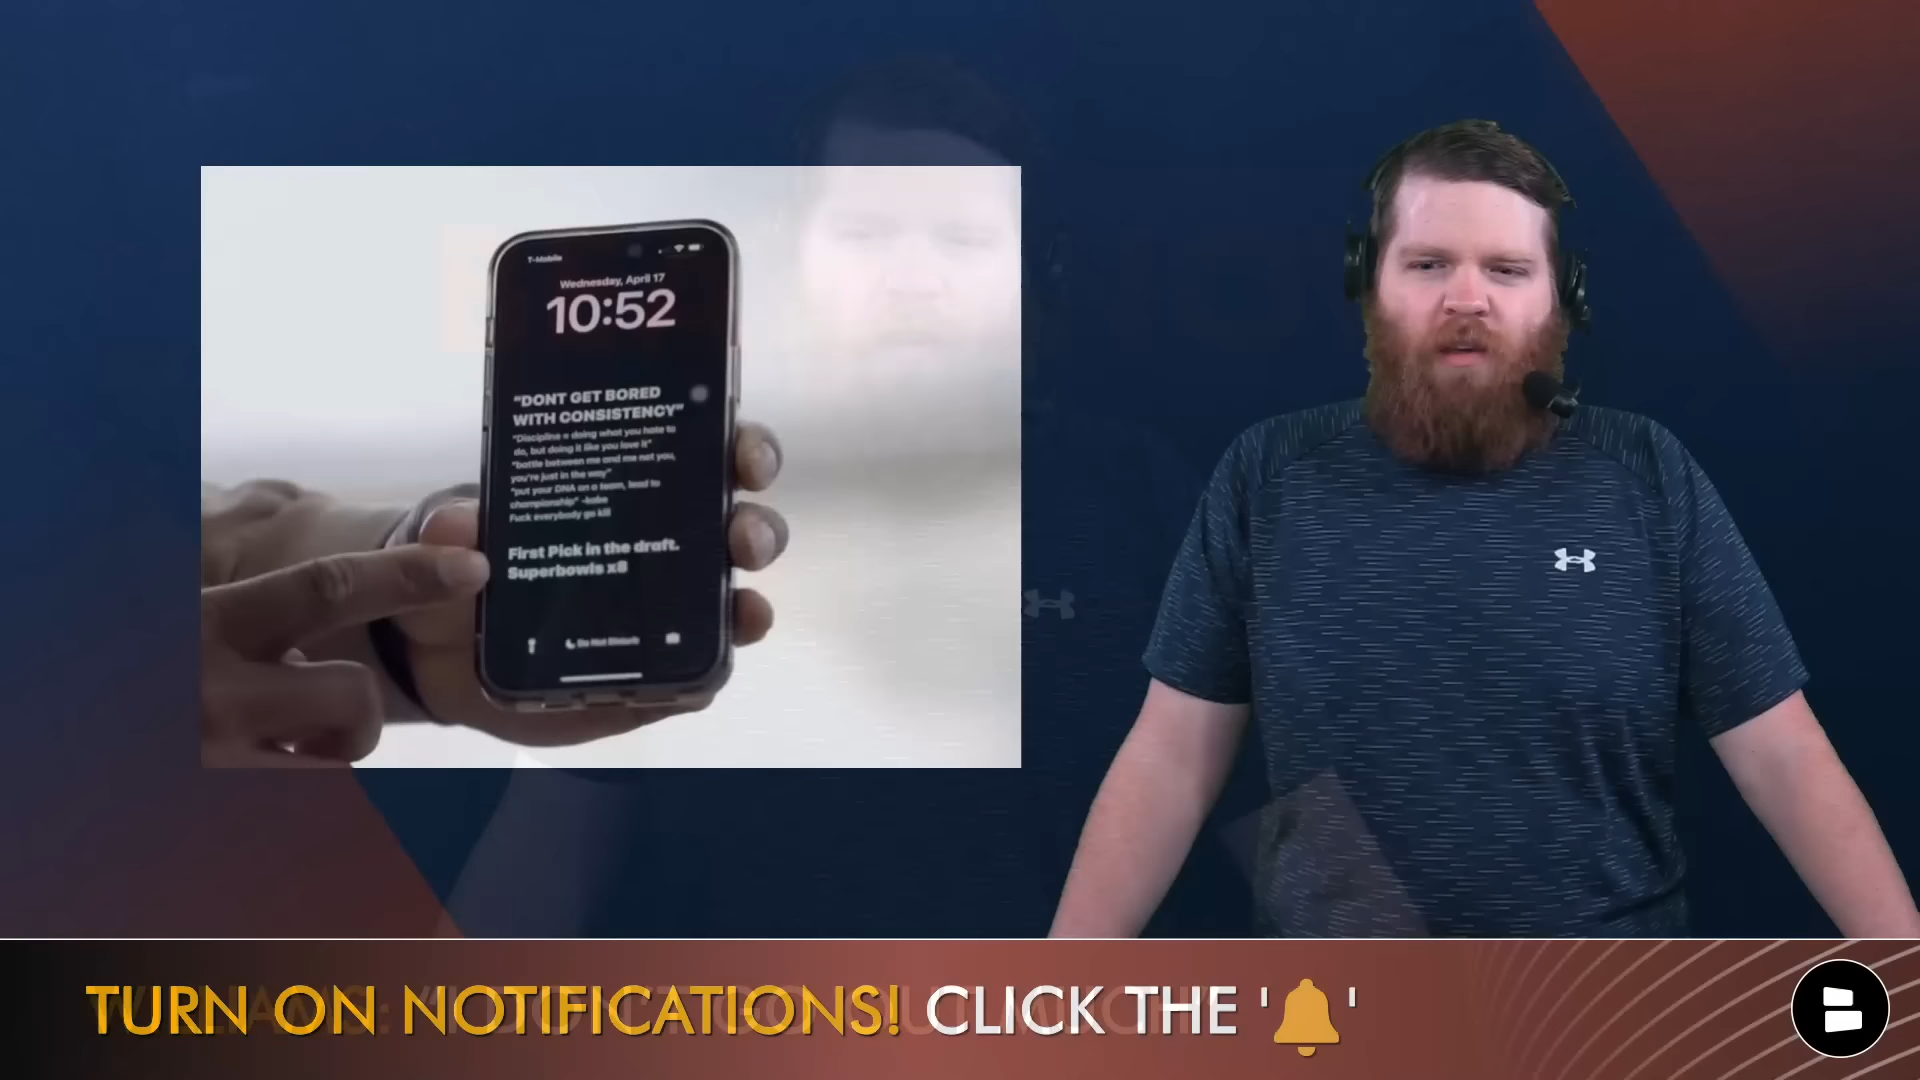 T-Mobile
Wednesday, April 17
10:52
"DONT GET BORED
WITH CONSISTENCY"
"Discipline = doing what you hate to
do, but doing it like you love it"
"battle between me and me not you,
you're just in the way"
"put your DNA on a team, lead to
championship" -kobe
Fuck everybody go kill
First Pick in the draft.
Superbowls x8
Do Not Disturb
TURN ON NOTIFICATIONS! CLICK THE ' '